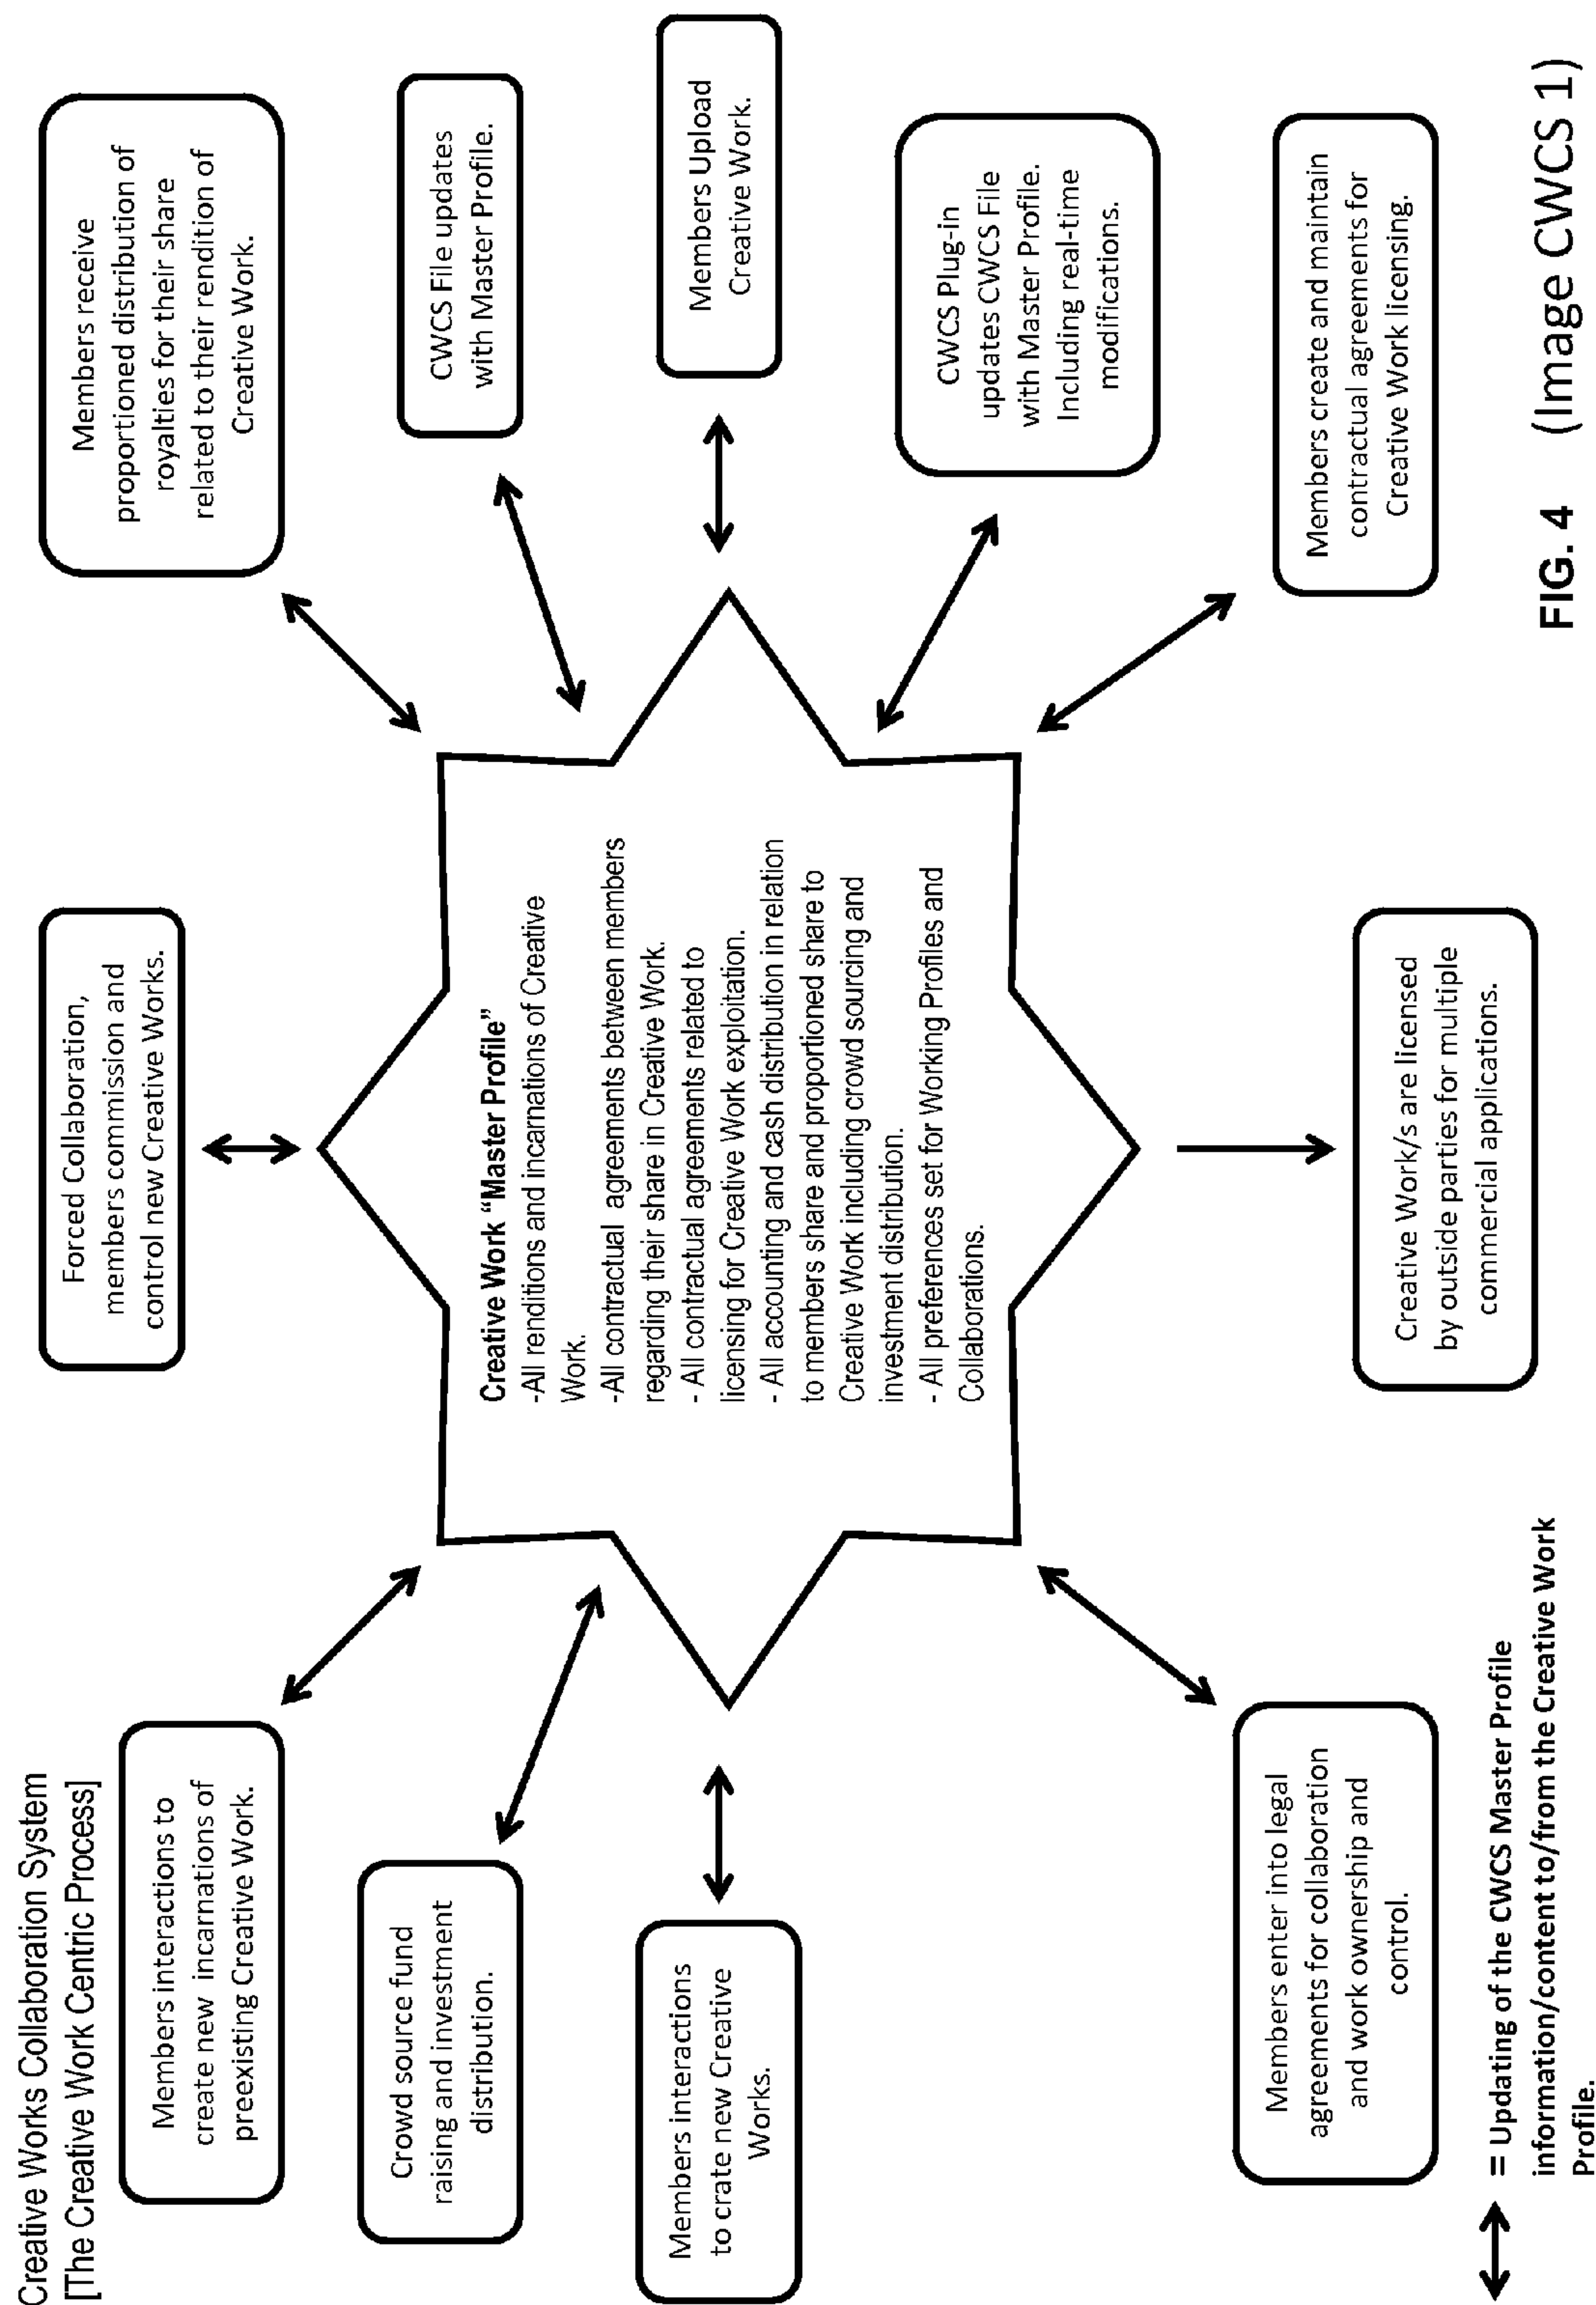 Creative Works Collaboration System
[The Creative Work Centric Process]
Members interactions to
create new incarnations of
preexisting Creative Work.
Forced Collaboration,
members commission and
control new Creative Works.
Members receive
proportioned distribution of
royalties for their share
related to their rendition of
Creative Work.
Crowd source fund
raising and investment
distribution.
CWCS File updates
with Master Profile.
Members interactions
to crate new Creative
Works.
Creative Work “Master Profile”
-All renditions and incarnations of Creative
Work.
-All contractual agreements between members
regarding their share in Creative Work.
- All contractual agreements related to
licensing for Creative Work exploitation.
- All accounting and cash distribution in relation
to members share and proportioned share to
Creative Work including crowd sourcing and
investment distribution.
- All preferences set for Working Profiles and
Collaborations.
Members Upload
Creative Work.
CWCS Plug-in
updates CWCS File
with Master Profile.
Including real-time
modifications.
Members enter into legal
agreements for collaboration
and work ownership and
control.
Creative Work/s are licensed
by outside parties for multiple
commercial applications.
Members create and maintain
contractual agreements for
Creative Work licensing.
= Updating of the CWCS Master Profile
information/content to/from the Creative Work
Profile.
FIG. 4 (Image CWCS 1)